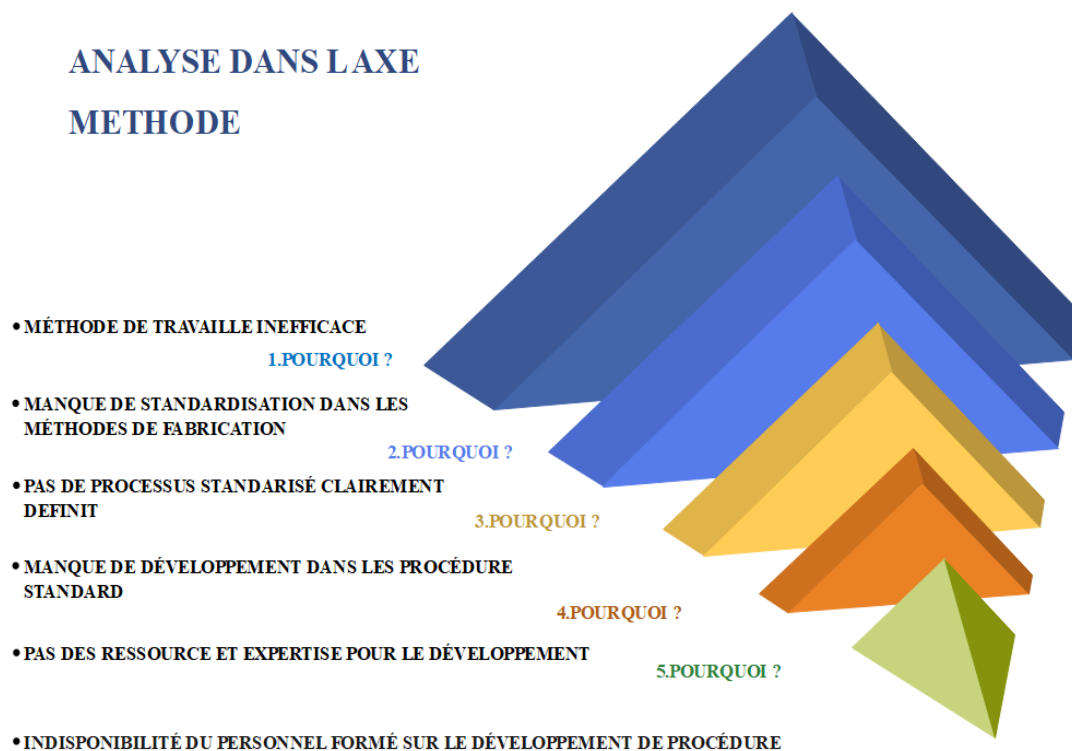 ANALYSE DANS LAXE
METHODE
• MÉTHODE DE TRAVAILLE INEFFICACE
1.POURQUOI ?
• MANQUE DE STANDARDISATION DANS LES
MÉTHODES DE FABRICATION
2.POURQUOI ?
• PAS DE PROCESSUS STANDARISÉ CLAIREMENT
DEFINIT
3.POURQUOI ?
• MANQUE DE DÉVELOPPEMENT DANS LES PROCÉDURE
STANDARD
4.POURQUOI ?
• PAS DES RESSOURCE ET EXPERTISE POUR LE DÉVELOPPEMENT
5.POURQUOI ?
• INDISPONIBILITÉ DU PERSONNEL FORMÉ SUR LE DÉVELOPPEMENT DE PROCÉDURE